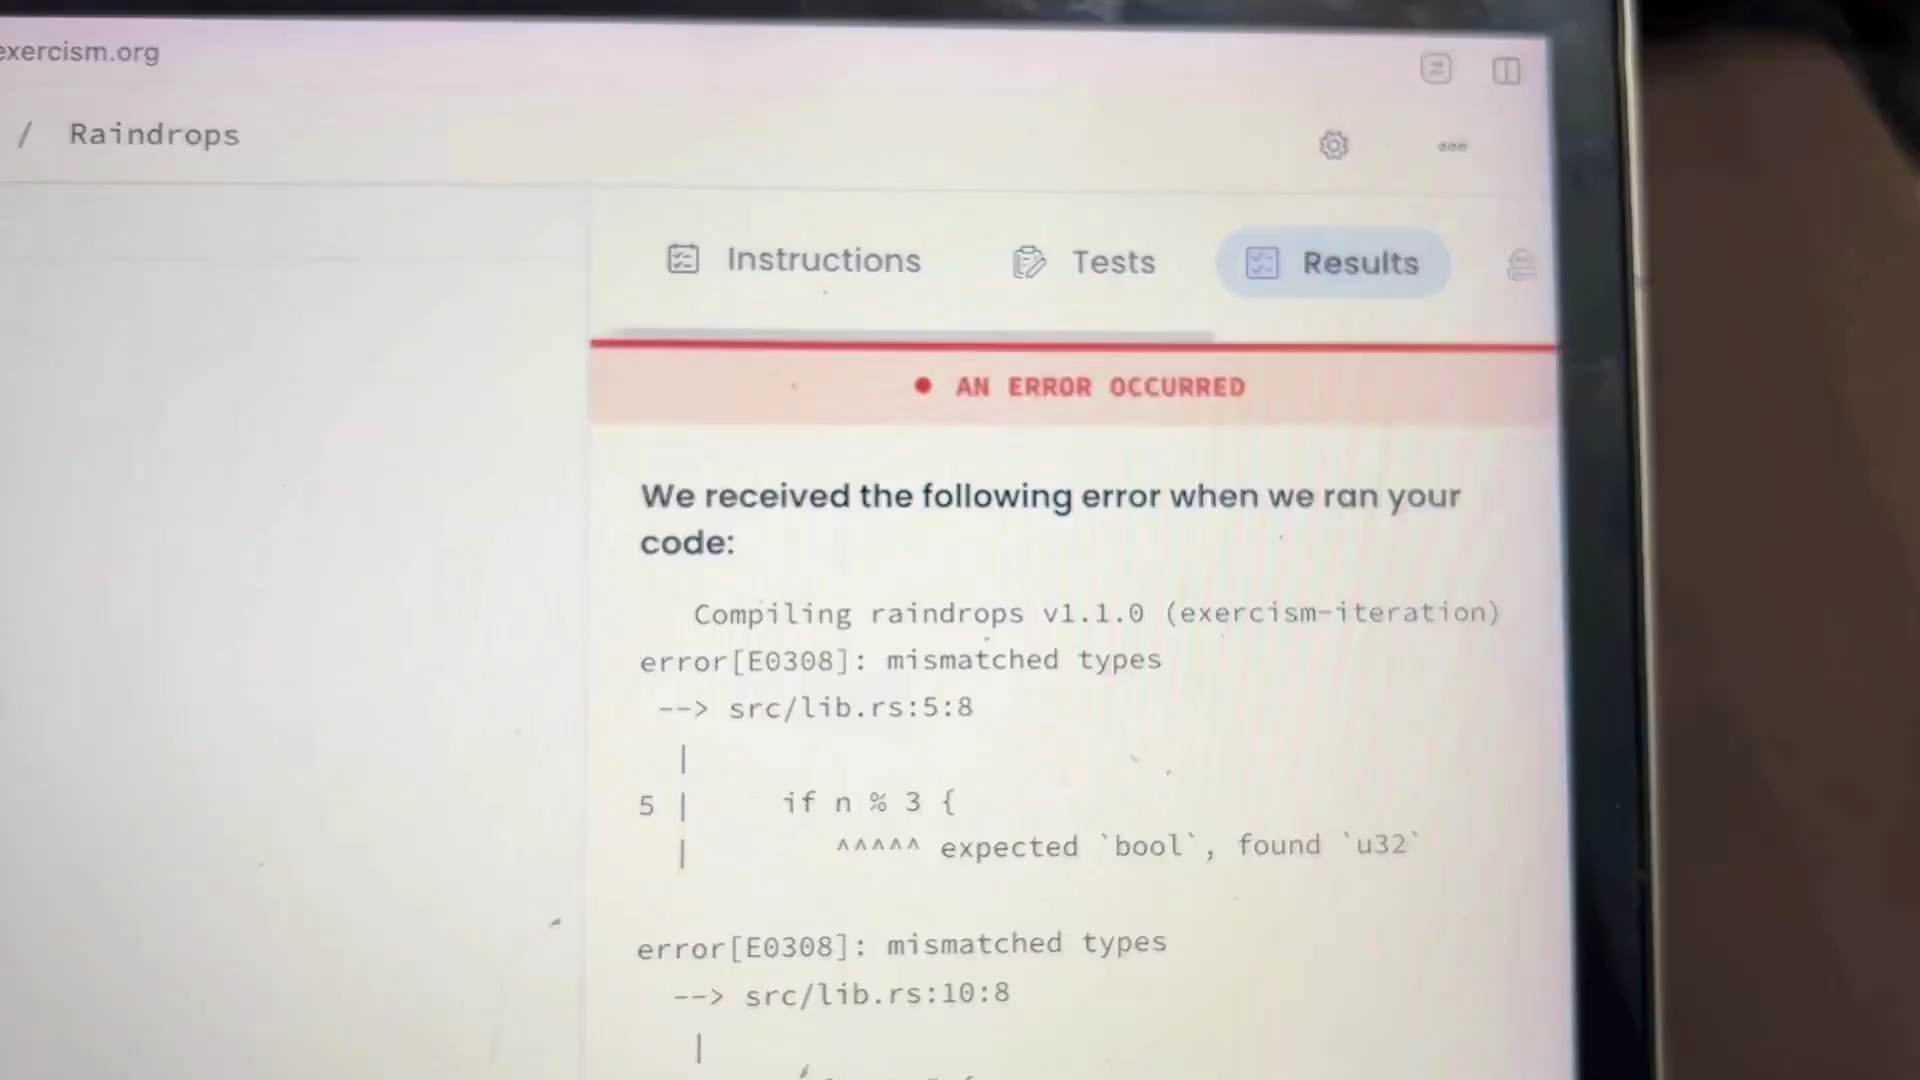 exercism.org
/ Raindrops
Instructions Tests Results
AN ERROR OCCURRED
We received the following error when we ran your
code:
Compiling raindrops v1.1.0 (exercism-iteration)
error[E0308]: mismatched types
--> src/lib.rs:5:8
|
5 | if n % 3 {
| ^^^^^ expected `bool`, found `u32`
error[E0308]: mismatched types
--> src/lib.rs:10:8
|